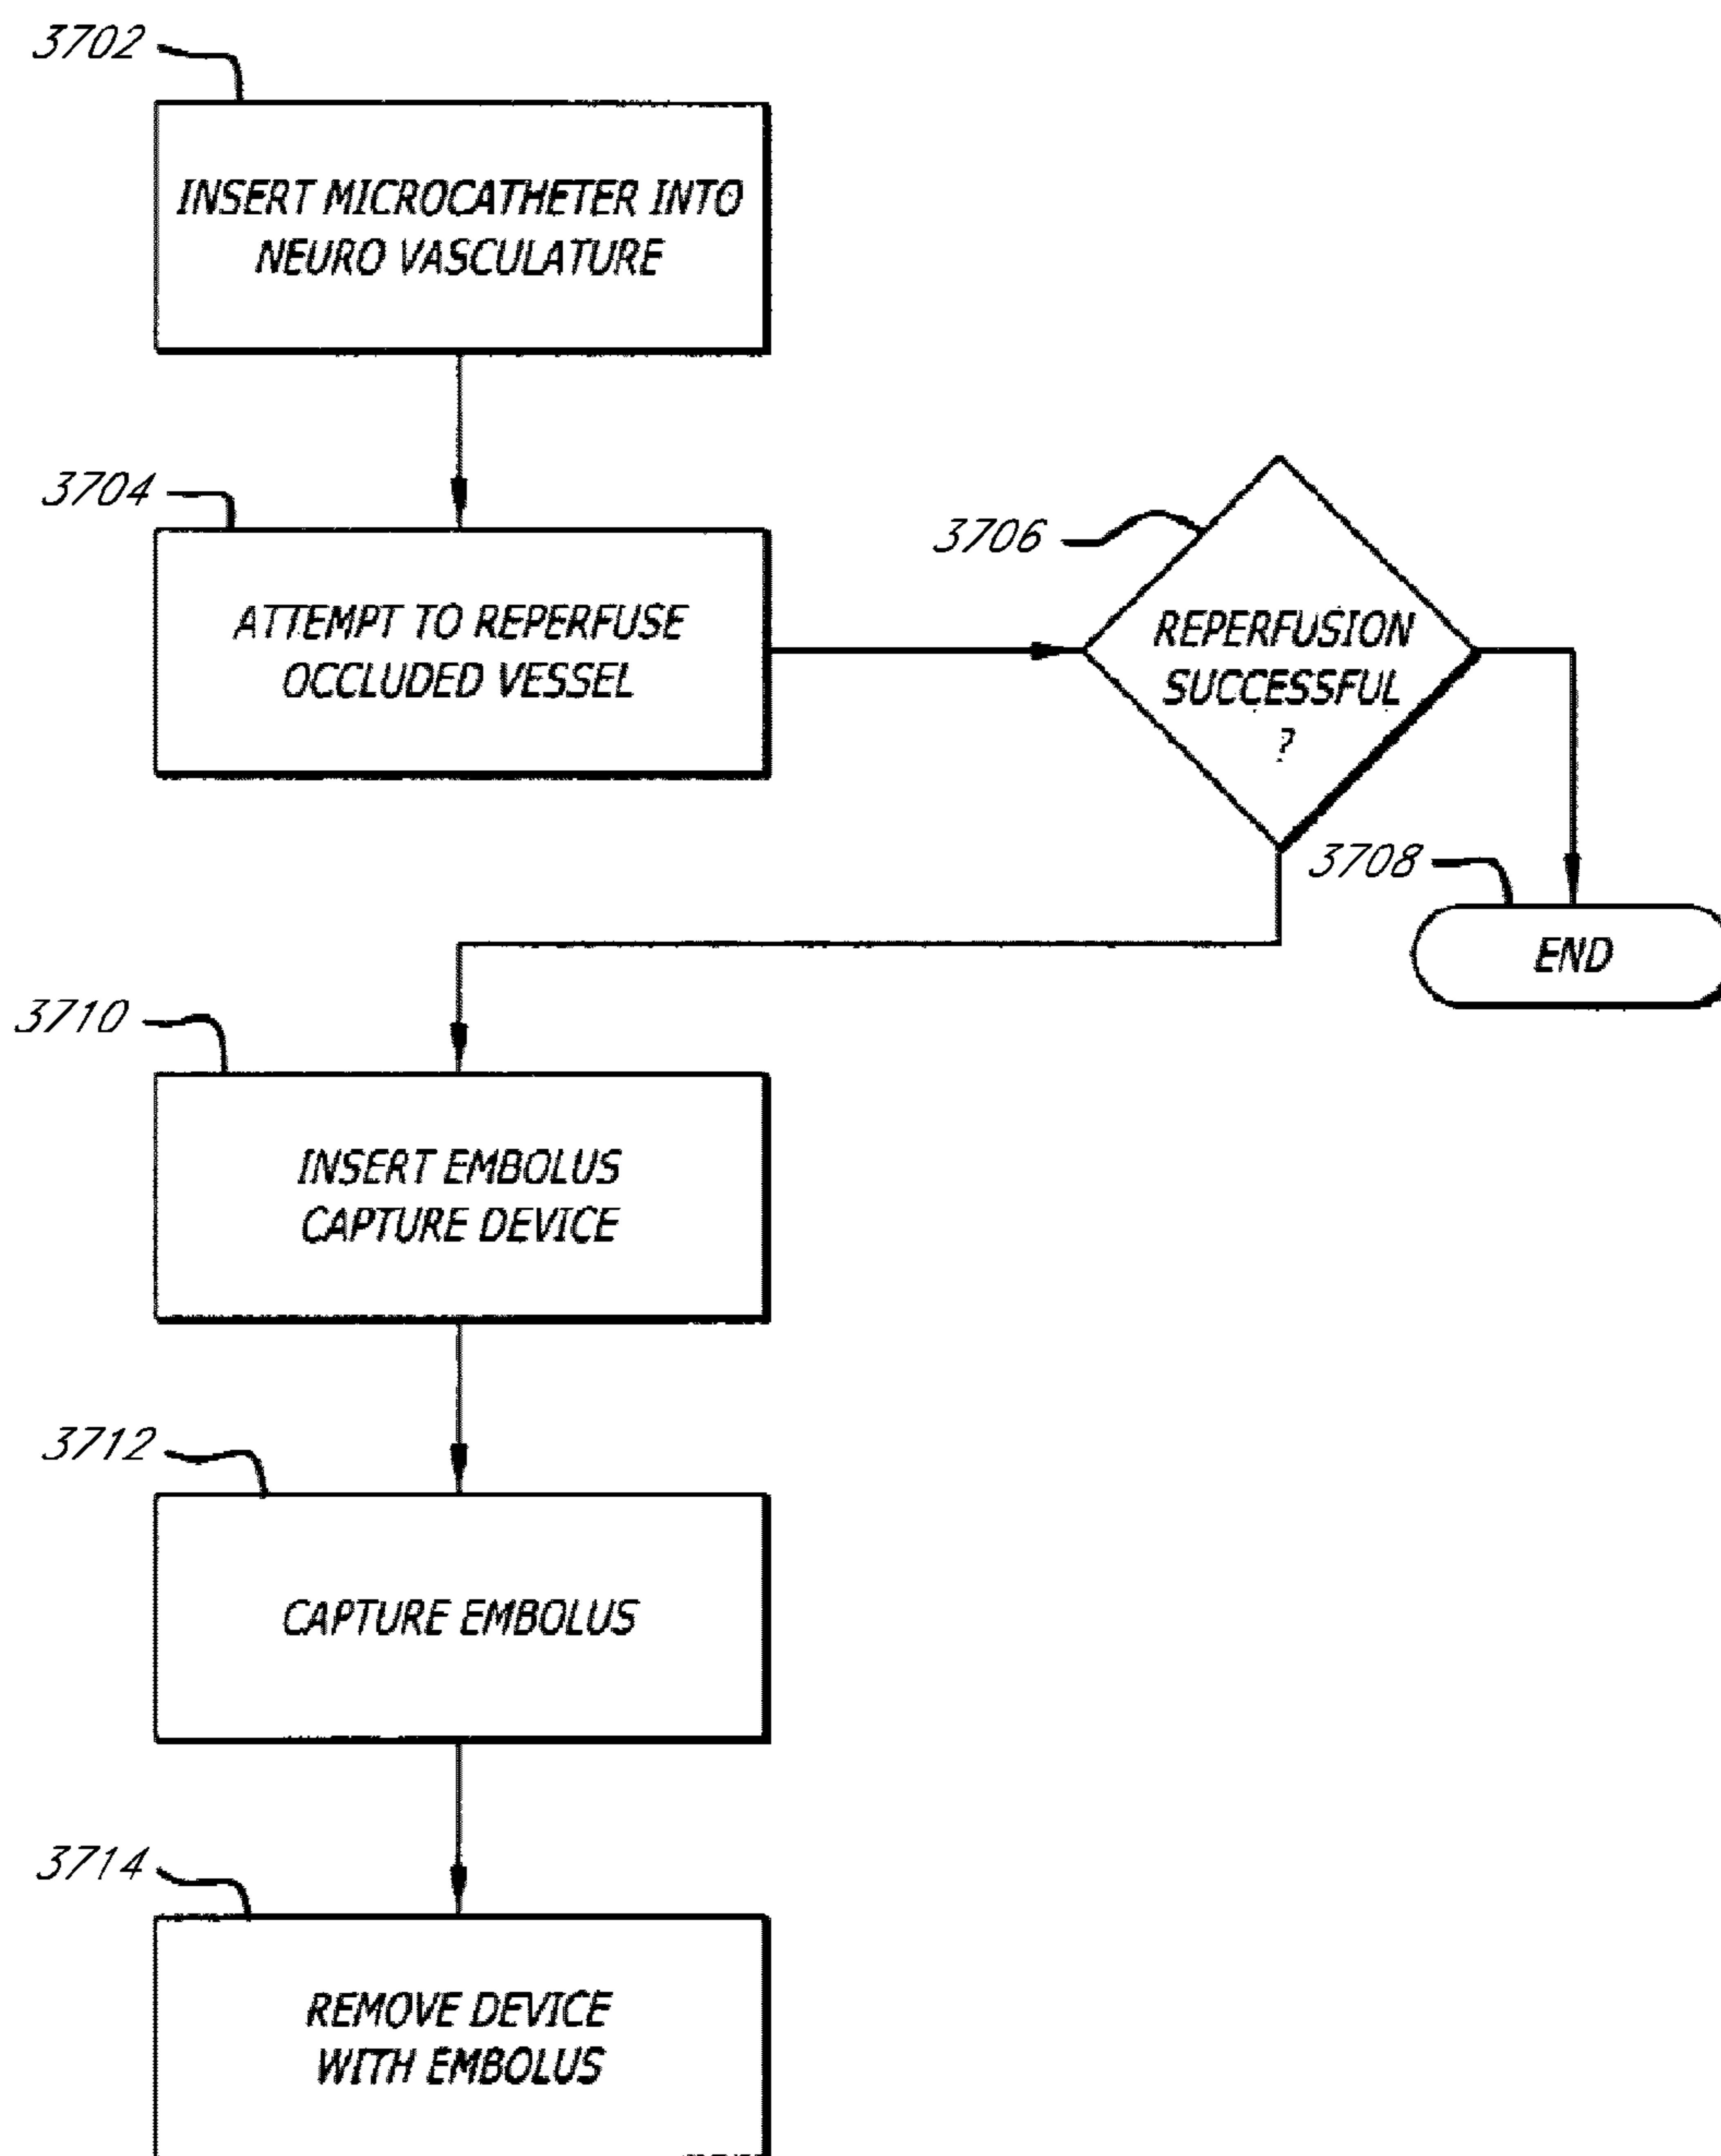 3702
INSERT MICROCATHETER INTO
NEURO VASCULATURE
3704
ATTEMPT TO REPERFUSE
OCCLUDED VESSEL
3706
REPERFUSION
SUCCESSFUL
?
3708
END
3710
INSERT EMBOLUS
CAPTURE DEVICE
3712
CAPTURE EMBOLUS
3714
REMOVE DEVICE
WITH EMBOLUS